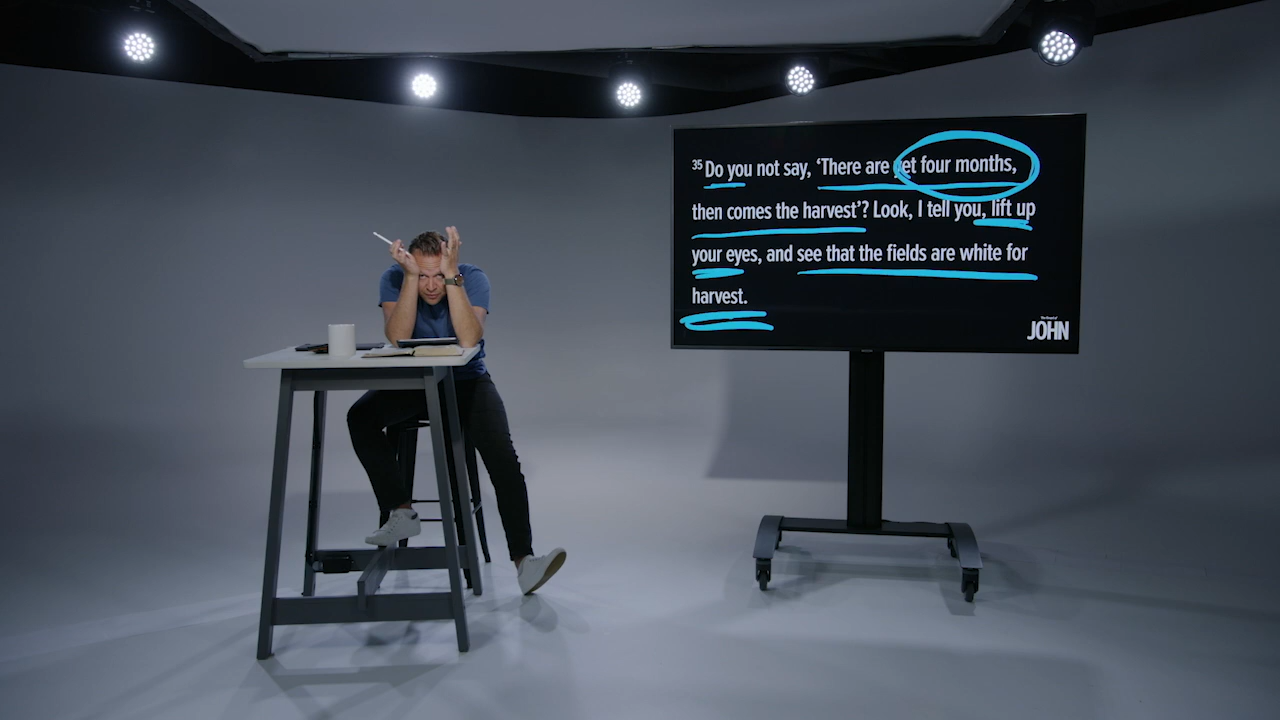 35 Do you not say, ‘There are yet four months,
then comes the harvest’? Look, I tell you, lift up
your eyes, and see that the fields are white for
harvest.
JOHN